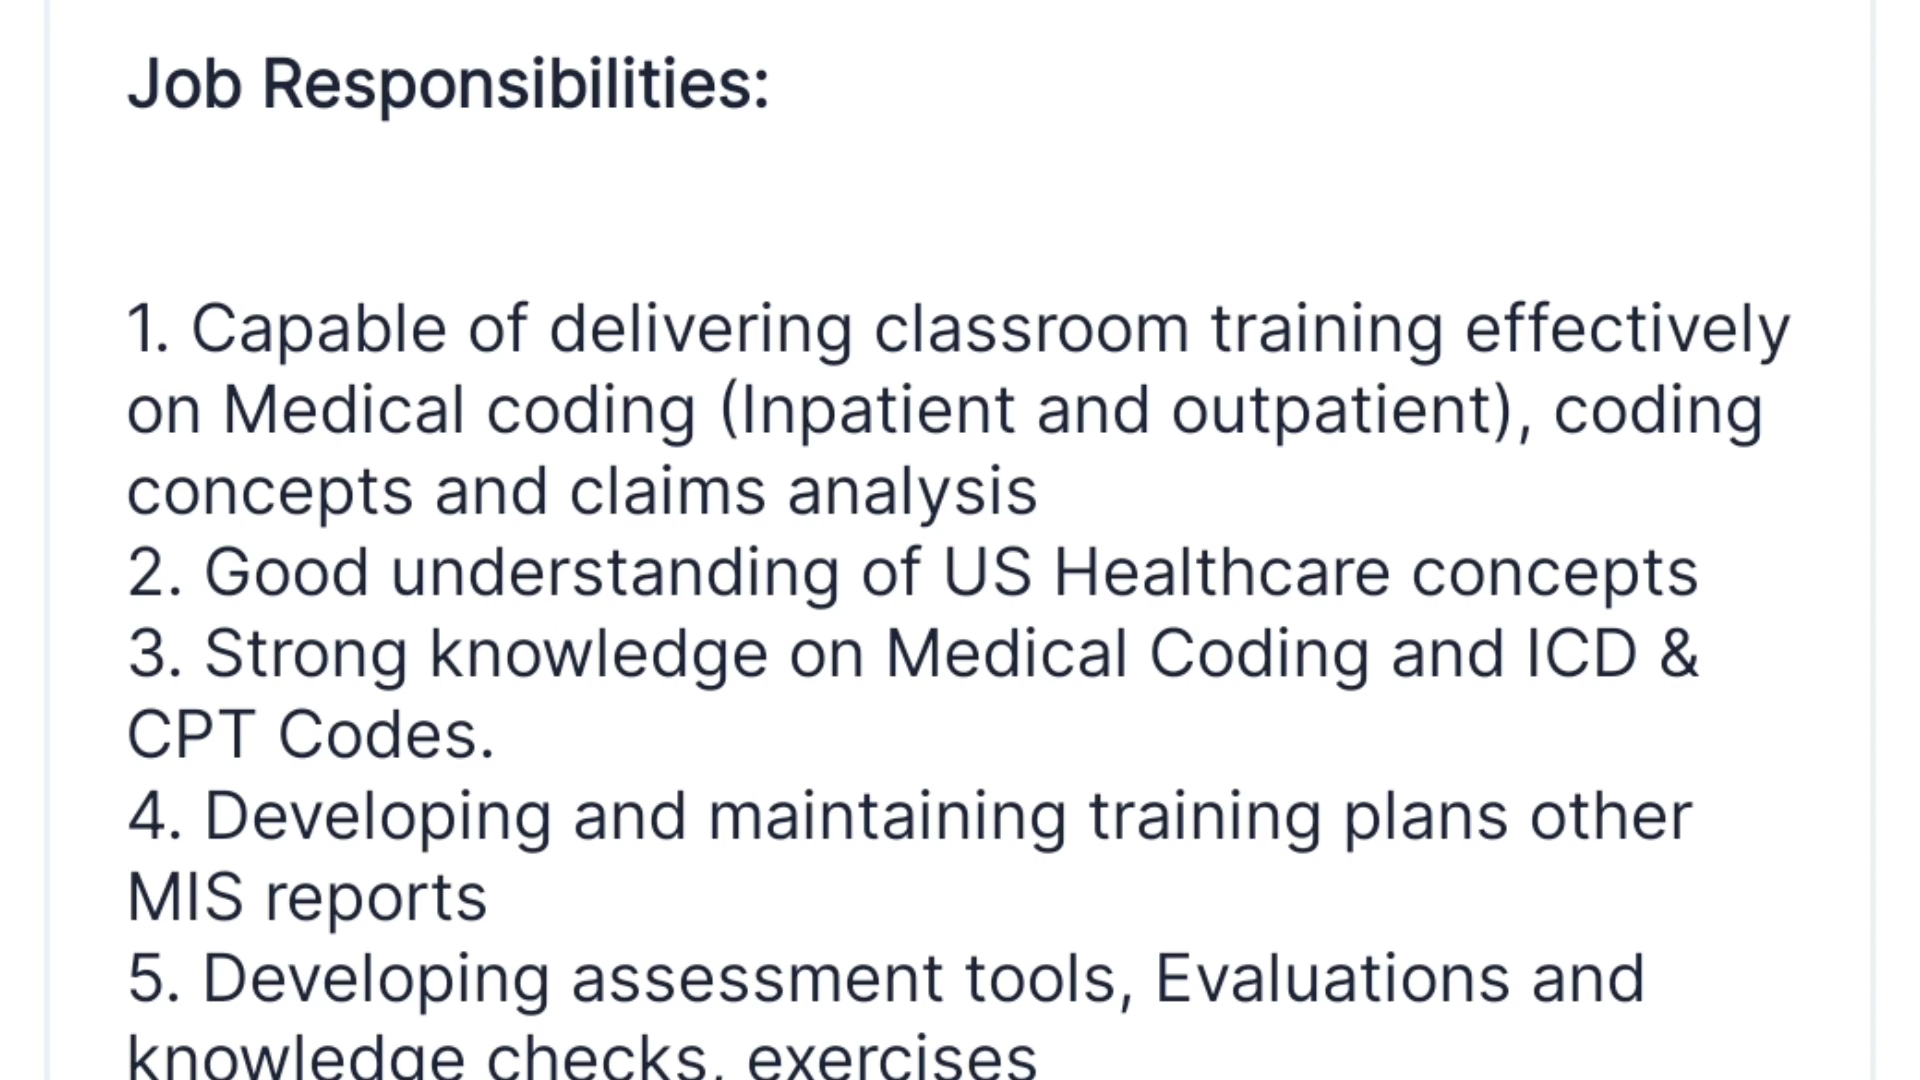 Job Responsibilities:
1. Capable of delivering classroom training effectively
on Medical coding (Inpatient and outpatient), coding
concepts and claims analysis
2. Good understanding of US Healthcare concepts
3. Strong knowledge on Medical Coding and ICD &
CPT Codes.
4. Developing and maintaining training plans other
MIS reports
5. Developing assessment tools, Evaluations and
knowledge checks, exercises